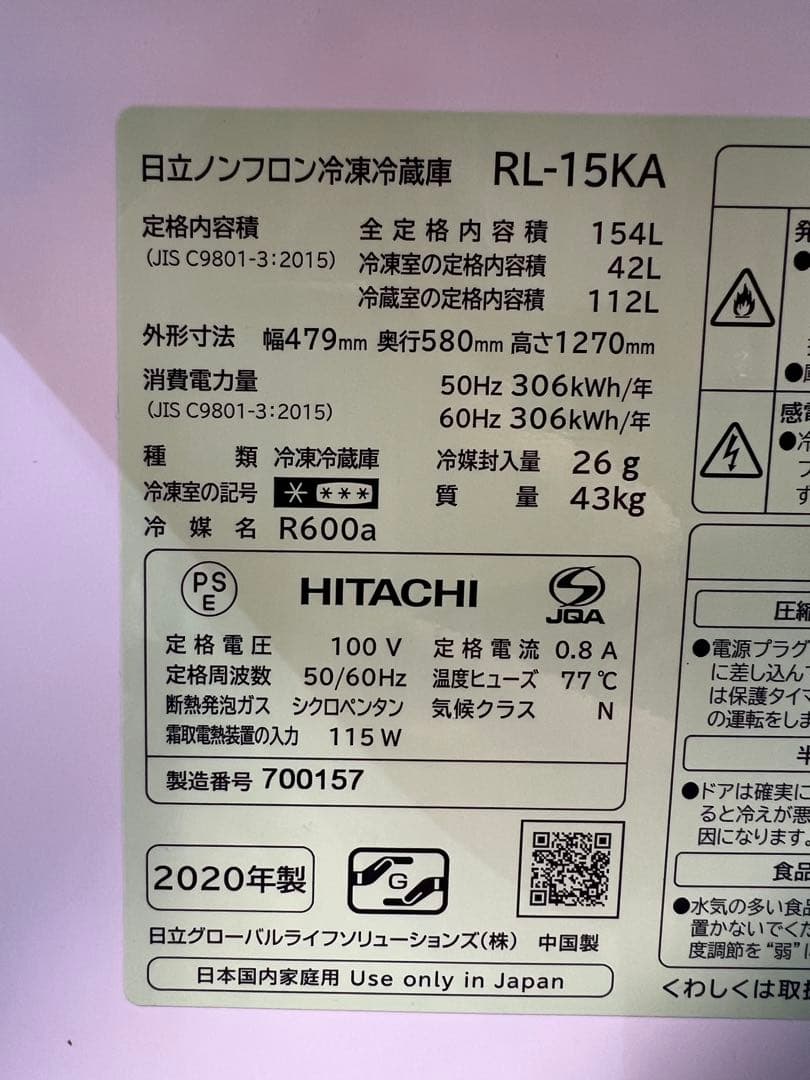 日立ノンフロン冷凍冷蔵庫 RL-15KA
定格内容積 全定格内容積 154L
(JIS C9801-3:2015) 冷凍室の定格内容積 42L
冷蔵室の定格内容積 112L
外形寸法 幅479mm 奥行580mm 高さ1270mm
消費電力量 50Hz 306kWh/年
(JIS C9801-3:2015) 60Hz 306kWh/年
種類 冷凍冷蔵庫 冷媒封入量 26g
冷凍室の記号 * *** 質量 43kg
冷媒名 R600a
PSE HITACHI JQA
定格電圧 100V 定格電流 0.8A
定格周波数 50/60Hz 温度ヒューズ 77℃
断熱発泡ガス シクロペンタン 気候クラス N
霜取電熱装置の入力 115W
製造番号 700157
2020年製 G
日立グローバルライフソリューションズ(株) 中国製
日本国内家庭用 Use only in Japan
発
●
●庫
感電
●冷
プ
す
圧縮
●電源プラグ
に差し込んで
は保護タイマ
の運転をしま
半
●ドアは確実に
ると冷えが悪
因になります。
食品
●水気の多い食品
置かないでくだ
度調節を“弱”に
くわしくは取扱